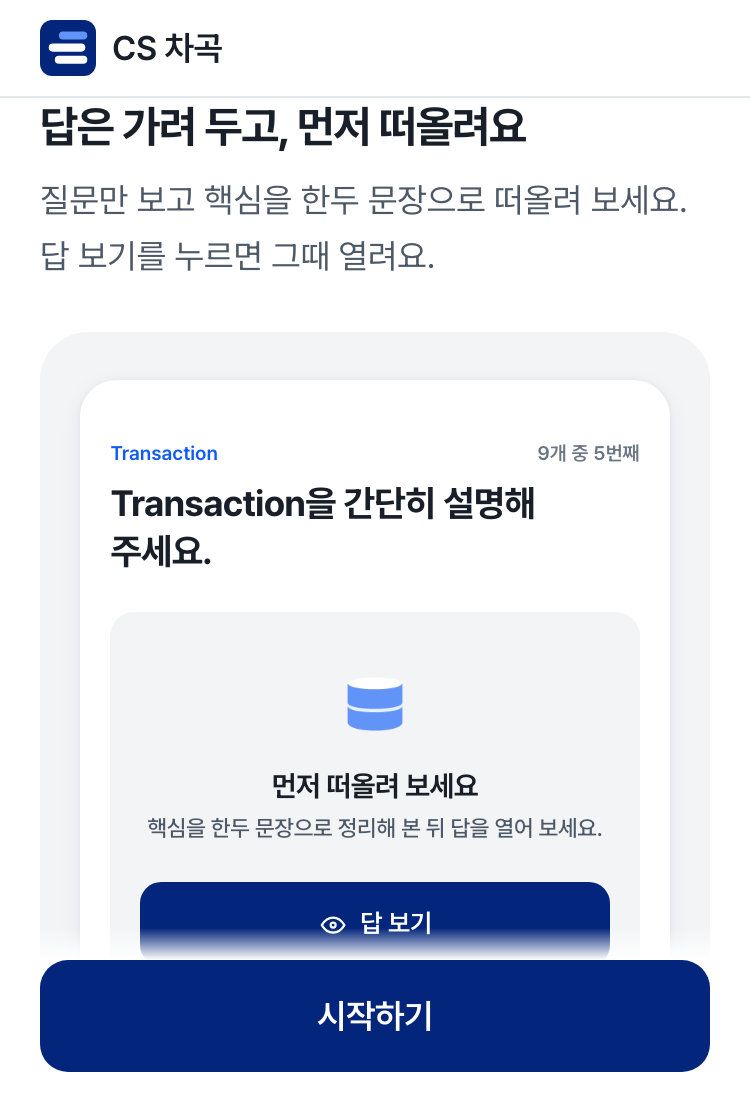 CS 차곡
답은 가려 두고, 먼저 떠올려요
질문만 보고 핵심을 한두 문장으로 떠올려 보세요.
답 보기를 누르면 그때 열려요.
Transaction
9개 중 5번째
Transaction을 간단히 설명해
주세요.
먼저 떠올려 보세요
핵심을 한두 문장으로 정리해 본 뒤 답을 열어 보세요.
답 보기
시작하기